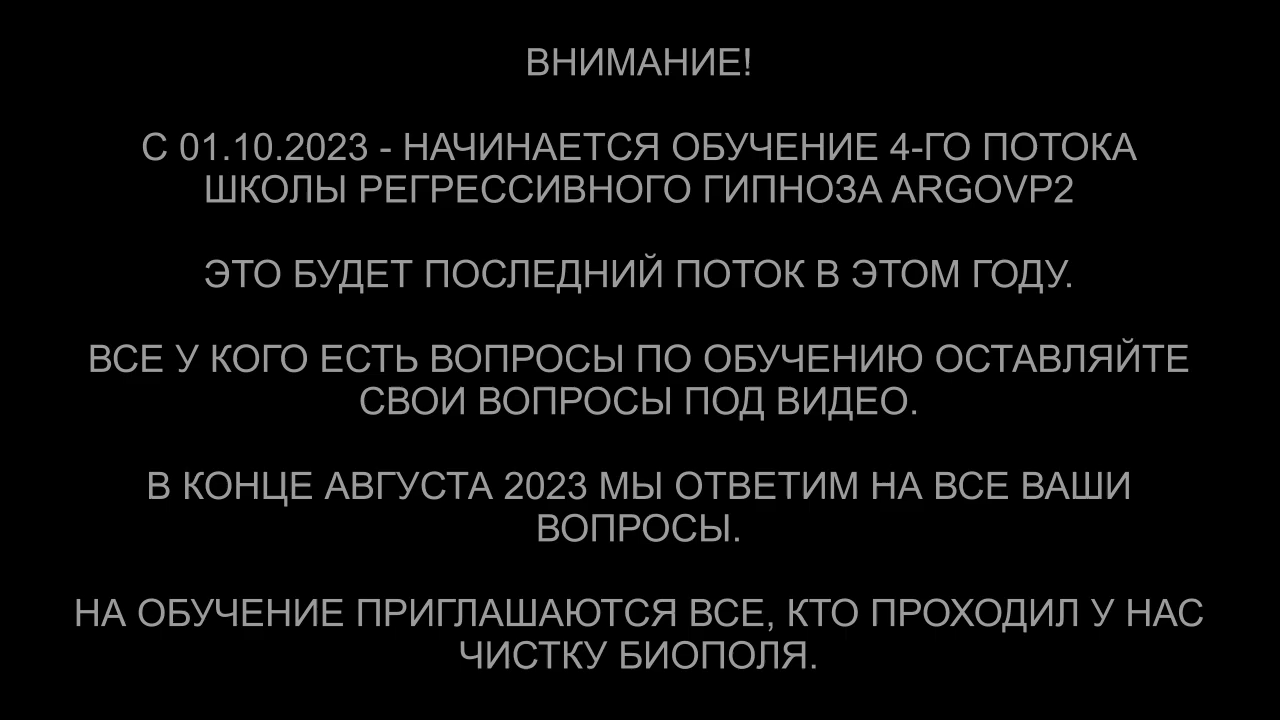 ВНИМАНИЕ!
С 01.10.2023 - НАЧИНАЕТСЯ ОБУЧЕНИЕ 4-ГО ПОТОКА
ШКОЛЫ РЕГРЕССИВНОГО ГИПНОЗА ARGOVP2
ЭТО БУДЕТ ПОСЛЕДНИЙ ПОТОК В ЭТОМ ГОДУ.
ВСЕ У КОГО ЕСТЬ ВОПРОСЫ ПО ОБУЧЕНИЮ ОСТАВЛЯЙТЕ
СВОИ ВОПРОСЫ ПОД ВИДЕО.
В КОНЦЕ АВГУСТА 2023 МЫ ОТВЕТИМ НА ВСЕ ВАШИ
ВОПРОСЫ.
НА ОБУЧЕНИЕ ПРИГЛАШАЮТСЯ ВСЕ, КТО ПРОХОДИЛ У НАС
ЧИСТКУ БИОПОЛЯ.